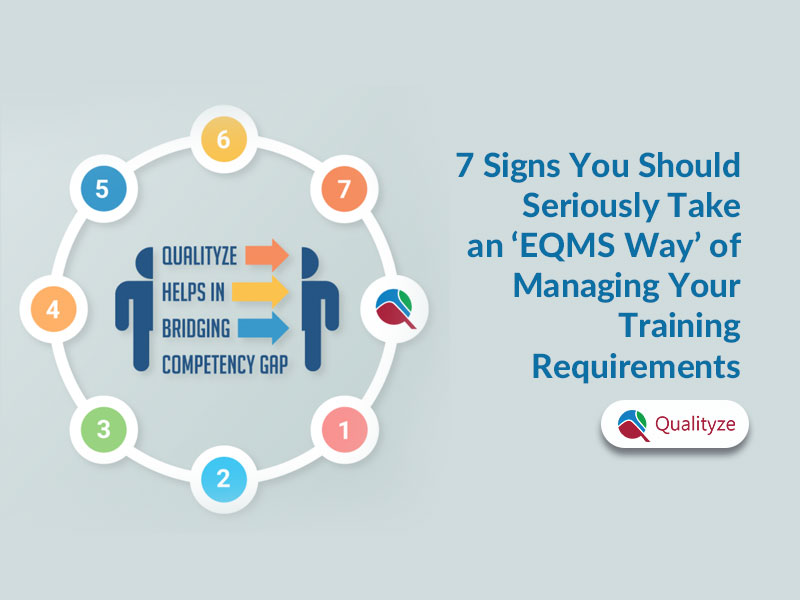 6
5
7
4
3
1
2
QUALITYZE
HELPS IN
BRIDGING
COMPETENCY GAP
7 Signs You Should
Seriously Take
an ‘EQMS Way’ of
Managing Your
Training
Requirements
Qualityze